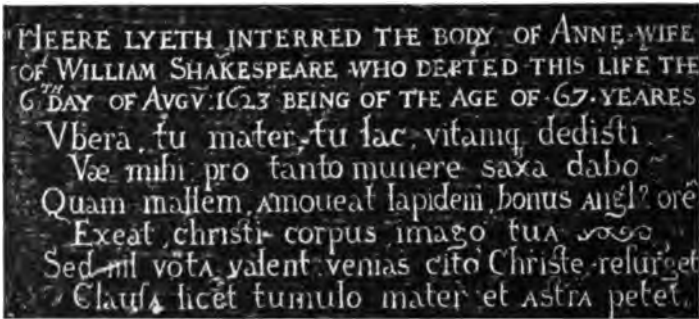 HEERE LYETH INTERRED THE BODY OF ANNE WIFE
OF WILLIAM SHAKESPEARE WHO DEPTED THIS LIFE THE
6TH DAY OF AVGV: 1623 BEING OF THE AGE OF ·67· YEARES
Vbera, tu mater, tu lac, vitamq dedisti
Væ mihi pro tanto munere saxa dabo
Quam mallem, amoueat lapidem, bonus angl? ore
Exeat, christi corpus, imago tua
Sed nil vota valent venias cito Christe resurget
Clausa licet tumulo mater et astra petet